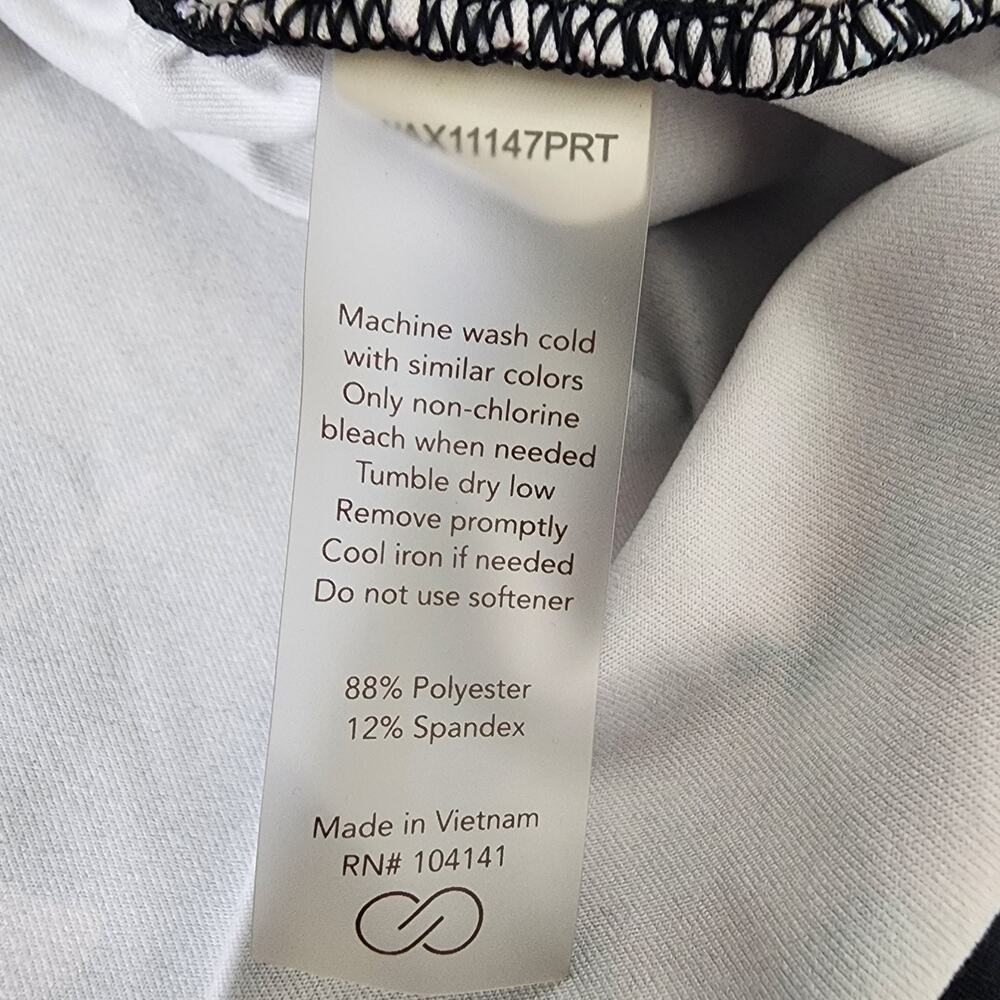 X11147PRT
Machine wash cold
with similar colors
Only non-chlorine
bleach when needed
Tumble dry low
Remove promptly
Cool iron if needed
Do not use softener
88% Polyester
12% Spandex
Made in Vietnam
RN# 104141